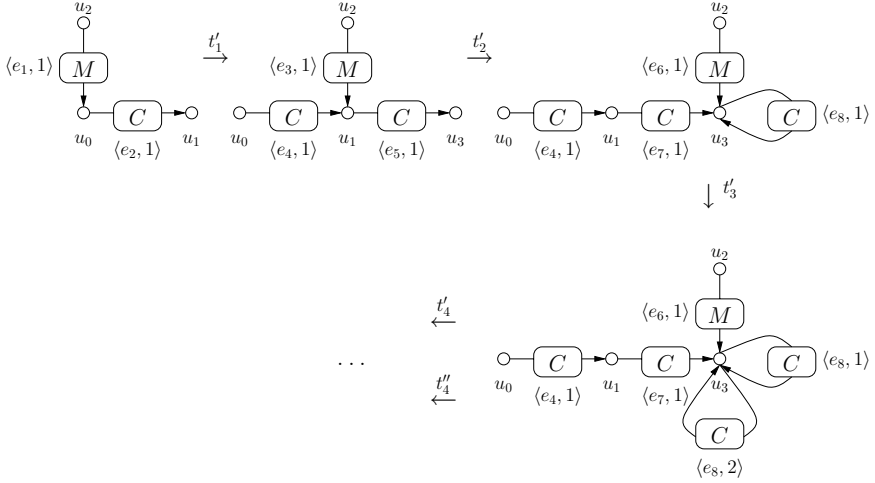 u₂ u₂ u₂
⟨e₁, 1⟩ M t′₁ → ⟨e₃, 1⟩ M t′₂ → ⟨e₆, 1⟩ M
C C C C C C ⟨e₈, 1⟩
u₀ u₁ u₀ u₁ u₃ u₀ u₁ u₃
⟨e₂, 1⟩ ⟨e₄, 1⟩ ⟨e₅, 1⟩ ⟨e₄, 1⟩ ⟨e₇, 1⟩
↓ t′₃
u₂
t′₄ ← ⟨e₆, 1⟩ M
... C C C ⟨e₈, 1⟩
t″₄ ← u₀ u₁ u₃
⟨e₄, 1⟩ ⟨e₇, 1⟩
C
⟨e₈, 2⟩